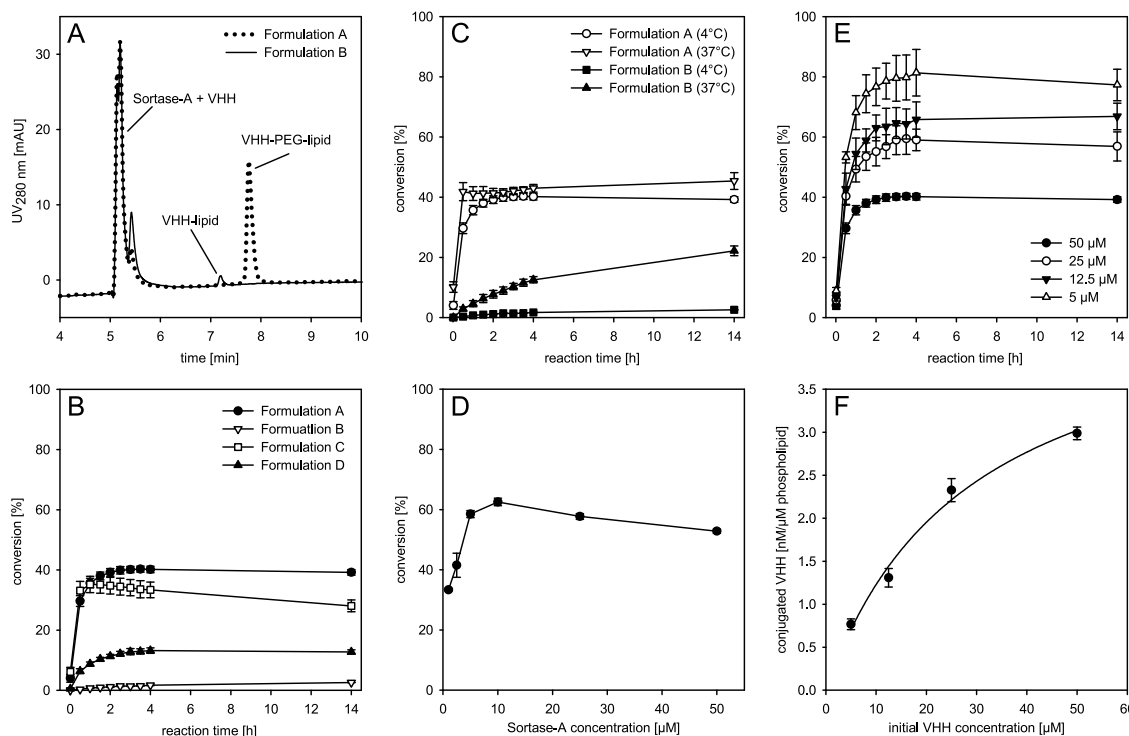 A
Formulation A
Formulation B
Sortase-A + VHH
VHH-PEG-lipid
VHH-lipid
UV280 nm [mAU]
30
20
10
0
4 5 6 7 8 9 10
time [min]
C
Formulation A (4°C)
Formulation A (37°C)
Formulation B (4°C)
Formulation B (37°C)
conversion [%]
100
80
60
40
20
0
0 2 4 6 8 10 12 14
reaction time [h]
E
50 µM
25 µM
12.5 µM
5 µM
conversion [%]
100
80
60
40
20
0
0 2 4 6 8 10 12 14
reaction time [h]
B
Formulation A
Formuatlion B
Formulation C
Formulation D
conversion [%]
100
80
60
40
20
0
0 2 4 6 8 10 12 14
reaction time [h]
D
conversion [%]
100
80
60
40
20
0
0 10 20 30 40 50
Sortase-A concentration [µM]
F
conjugated VHH [nM/µM phospholipid]
3.5
3.0
2.5
2.0
1.5
1.0
0.5
0.0
0 10 20 30 40 50 60
initial VHH concentration [µM]